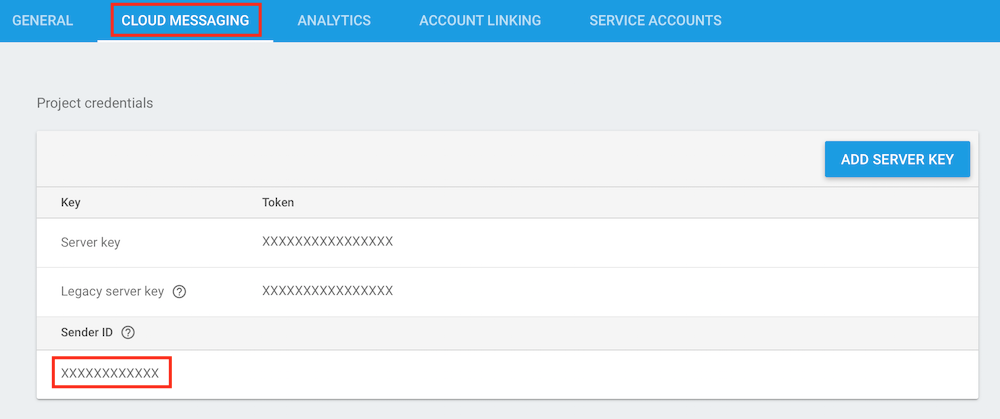 GENERAL CLOUD MESSAGING ANALYTICS ACCOUNT LINKING SERVICE ACCOUNTS
Project credentials
ADD SERVER KEY
Key Token
Server key XXXXXXXXXXXXXXXX
Legacy server key ? XXXXXXXXXXXXXXXX
Sender ID ?
XXXXXXXXXXXX